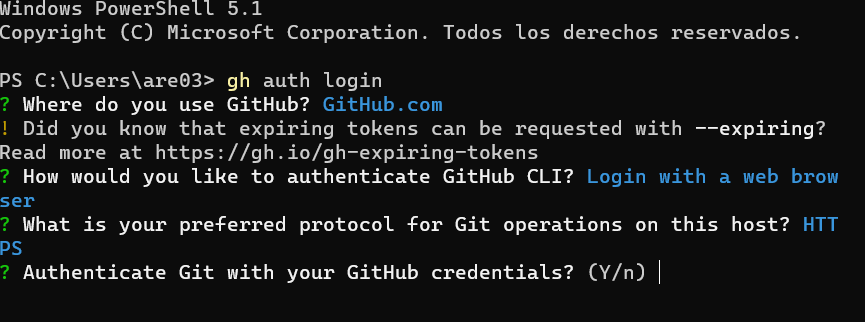 Windows PowerShell 5.1
Copyright (C) Microsoft Corporation. Todos los derechos reservados.
PS C:\Users\are03> gh auth login
? Where do you use GitHub? GitHub.com
! Did you know that expiring tokens can be requested with --expiring?
Read more at https://gh.io/gh-expiring-tokens
? How would you like to authenticate GitHub CLI? Login with a web brow
ser
? What is your preferred protocol for Git operations on this host? HTT
PS
? Authenticate Git with your GitHub credentials? (Y/n)